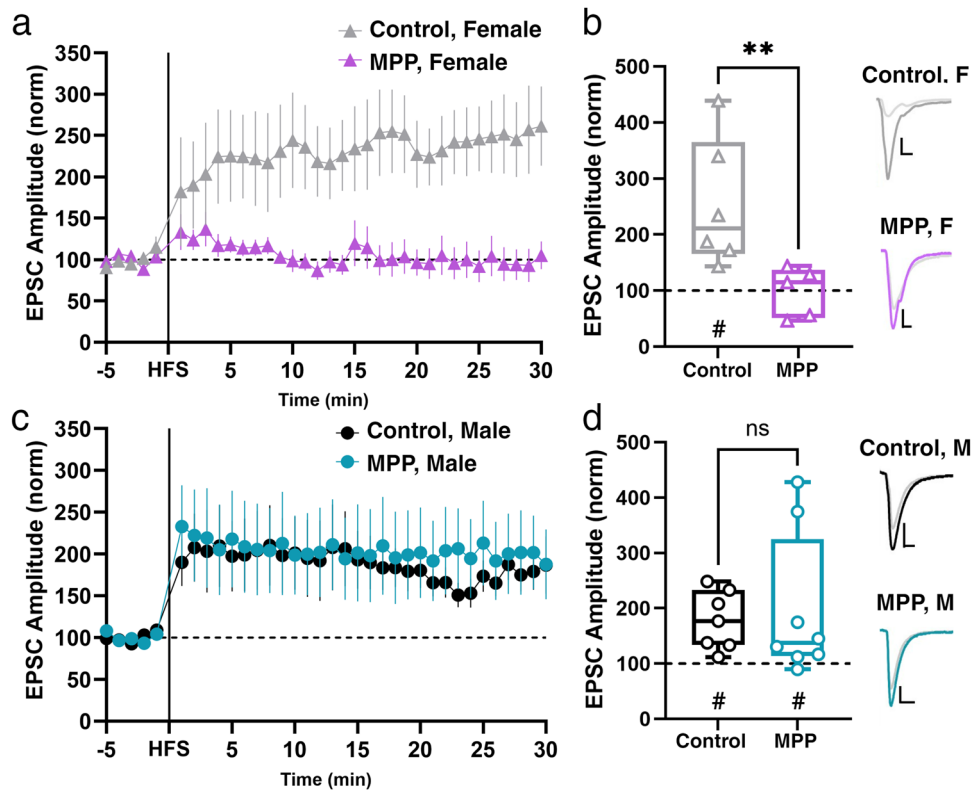 a
Control, Female
MPP, Female
EPSC Amplitude (norm)
350
300
250
200
150
100
50
0
-5
HFS
5
10
15
20
25
30
Time (min)
b
**
EPSC Amplitude (norm)
500
400
300
200
100
0
#
Control
MPP
Control. F
MPP, F
c
Control, Male
MPP, Male
EPSC Amplitude (norm)
350
300
250
200
150
100
50
0
-5
HFS
5
10
15
20
25
30
Time (min)
d
ns
EPSC Amplitude (norm)
500
400
300
200
100
0
#
#
Control
MPP
Control, M
MPP, M